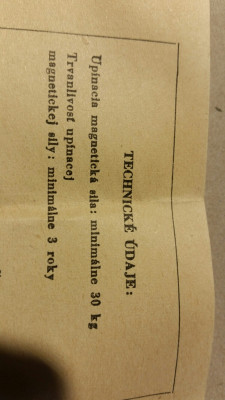 TECHNICKÉ ÚDAJE:
Upínacia magnetická sila: minimálne 30 kg
Trvanlivosť upínacej
magnetickej sily: minimálne 3 roky